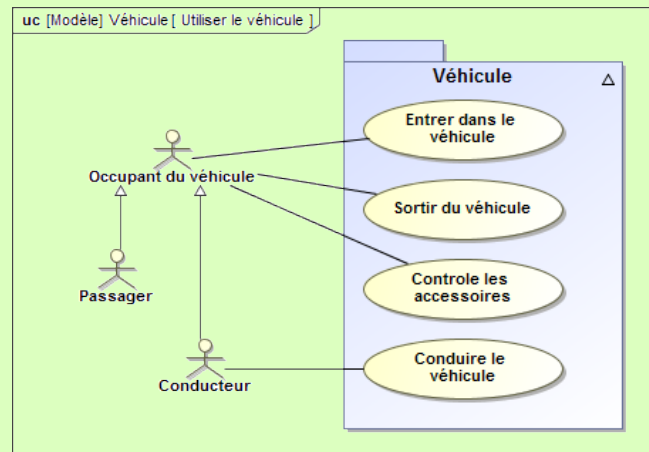 uc [Modèle] Véhicule [ Utiliser le véhicule ]
Véhicule
Entrer dans le
véhicule
Occupant du véhicule
Sortir du véhicule
Controle les
accessoires
Passager
Conduire le
véhicule
Conducteur